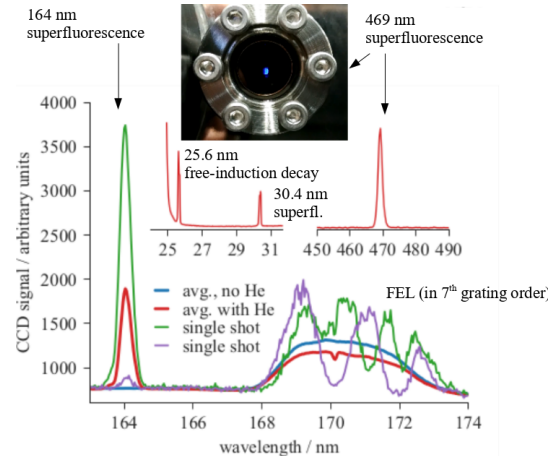 164 nm
superfluorescence
469 nm
superfluorescence
4000
3500
3000
2500
2000
1500
1000
CCD signal / arbitrary units
25.6 nm
free-induction decay
30.4 nm
superfl.
25 27 29 31
450 460 470 480 490
avg., no He
avg. with He
single shot
single shot
FEL (in 7th grating order)
164 166 168 170 172 174
wavelength / nm